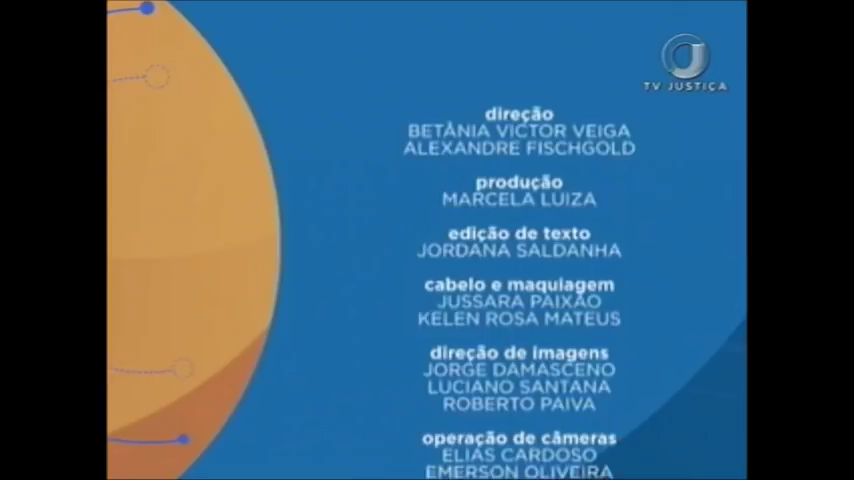 TV JUSTIÇA
direção
BETÂNIA VICTOR VEIGA
ALEXANDRE FISCHGOLD
produção
MARCELA LUIZA
edição de texto
JORDANA SALDANHA
cabelo e maquiagem
JUSSARA PAIXÃO
KELEN ROSA MATEUS
direção de imagens
JORGE DAMASCENO
LUCIANO SANTANA
ROBERTO PAIVA
operação de câmeras
ELIAS CARDOSO
EMERSON OLIVEIRA